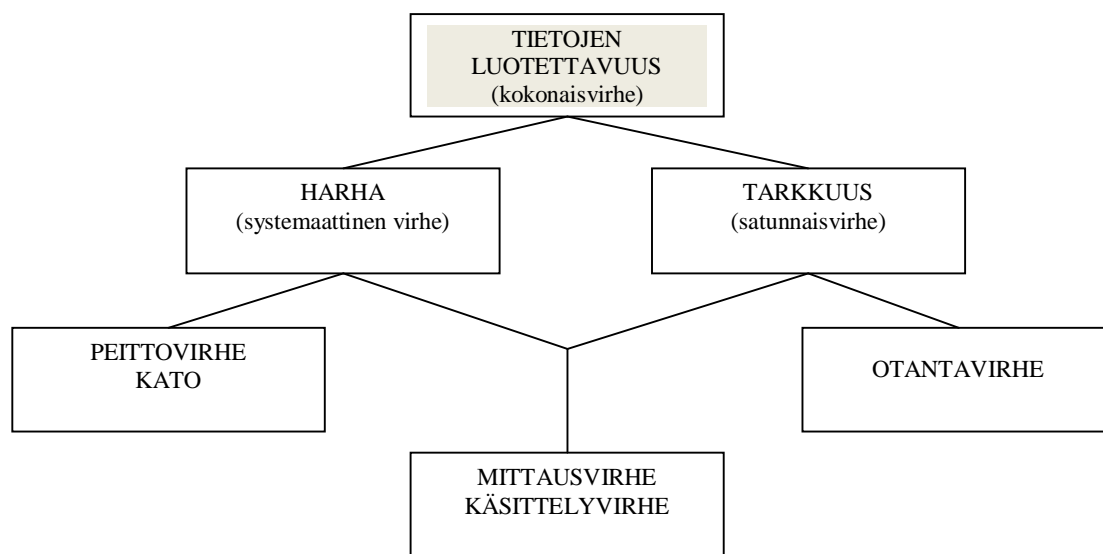 TIETOJEN
LUOTETTAVUUS
(kokonaisvirhe)
HARHA
(systemaattinen virhe)
TARKKUUS
(satunnaisvirhe)
PEITTOVIRHE
KATO
OTANTAVIRHE
MITTAUSVIRHE
KÄSITTELYVIRHE